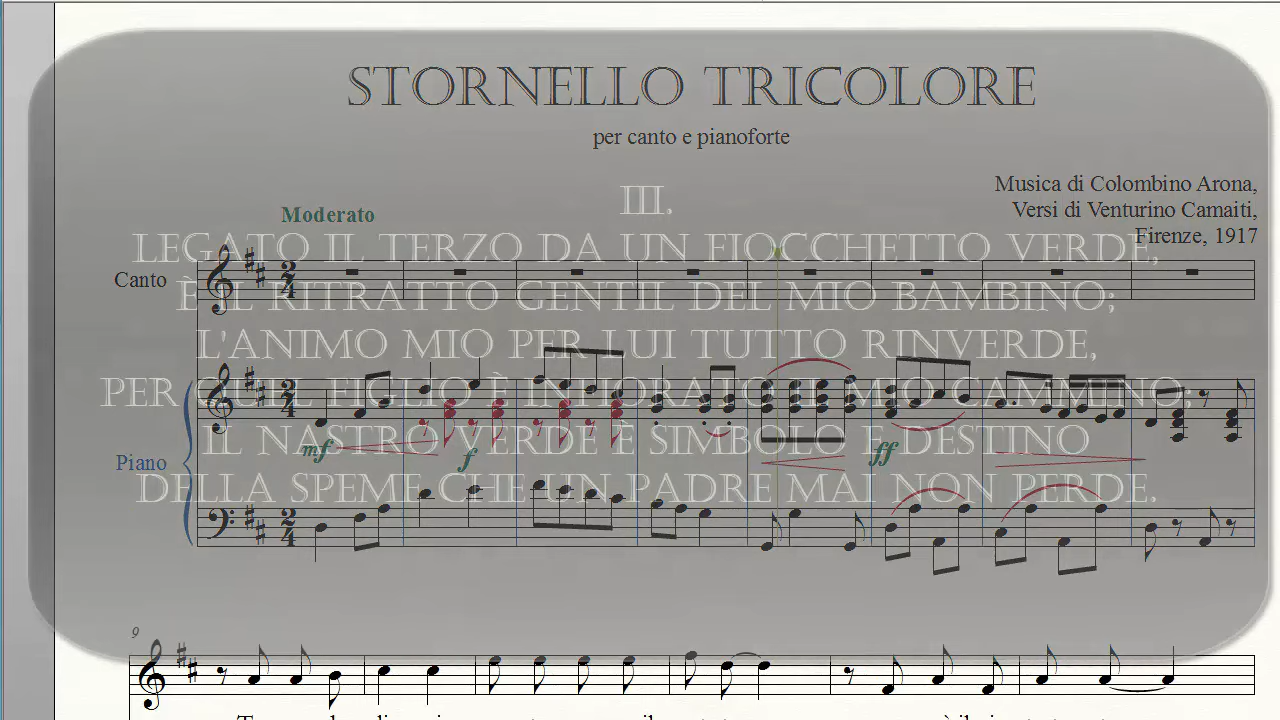 STORNELLO TRICOLORE
per canto e pianoforte
Musica di Colombino Arona,
Versi di Venturino Camaiti,
Firenze, 1917
III.
LEGATO IL TERZO DA UN FIOCCHETTO VERDE,
È IL RITRATTO GENTIL DEL MIO BAMBINO;
L'ANIMO MIO PER LUI TUTTO RINVERDE,
PER QUEL FIGLIO È INFIORATO IL MIO CAMMINO:
IL NASTRO VERDE È SIMBOLO E DESTINO
DELLA SPEME CHE UN PADRE MAI NON PERDE.
Moderato
Canto
Piano
mf
f
ff
9